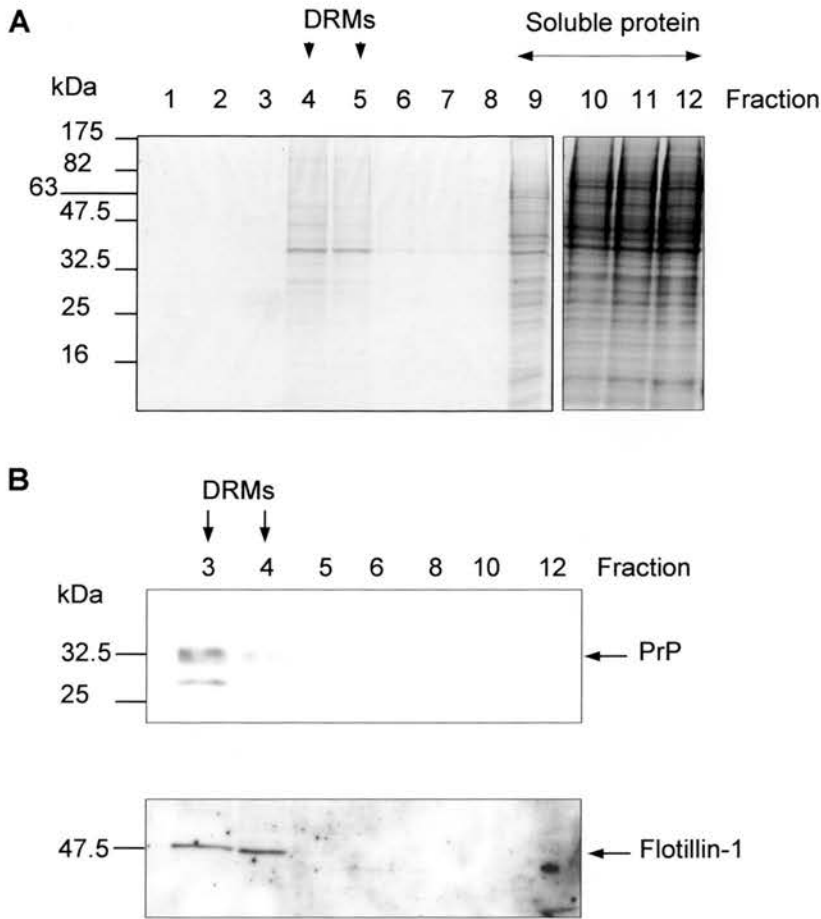 A
DRMs
Soluble protein
kDa
1 2 3 4 5 6 7 8 9 10 11 12 Fraction
175
82
63
47.5
32.5
25
16
B
DRMs
3 4 5 6 8 10 12 Fraction
kDa
32.5
PrP
25
47.5
Flotillin-1